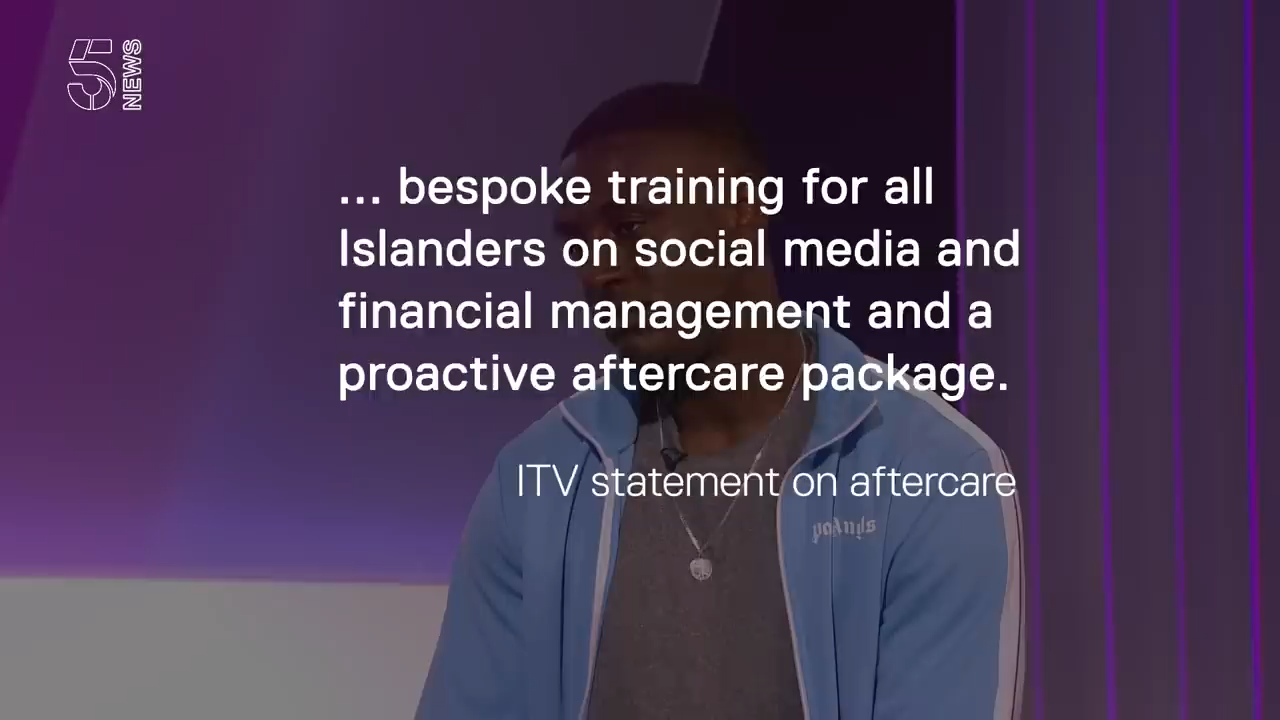 5
NEWS
... bespoke training for all
Islanders on social media and
financial management and a
proactive aftercare package.
ITV statement on aftercare